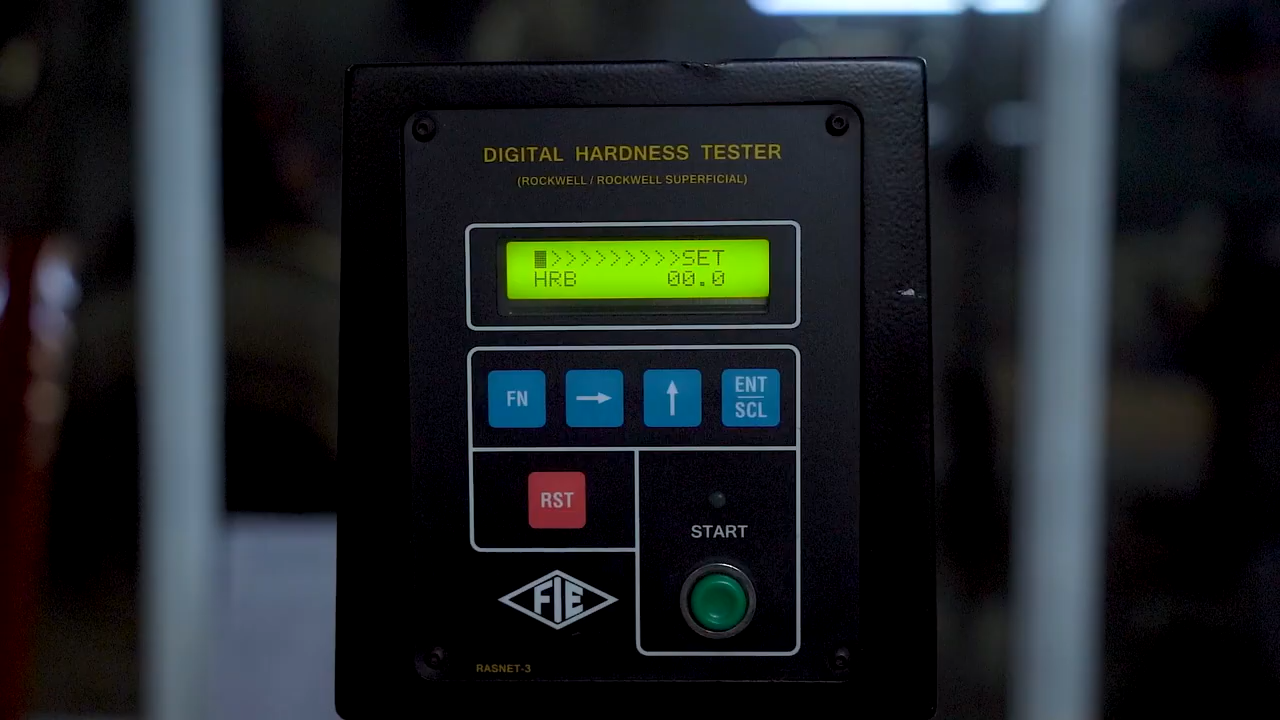 DIGITAL HARDNESS TESTER
(ROCKWELL / ROCKWELL SUPERFICIAL)
>>>>>>>>>SET
HRB 00.0
FN → ↑ ENT
SCL
RST
START
FIE
RASNET-3